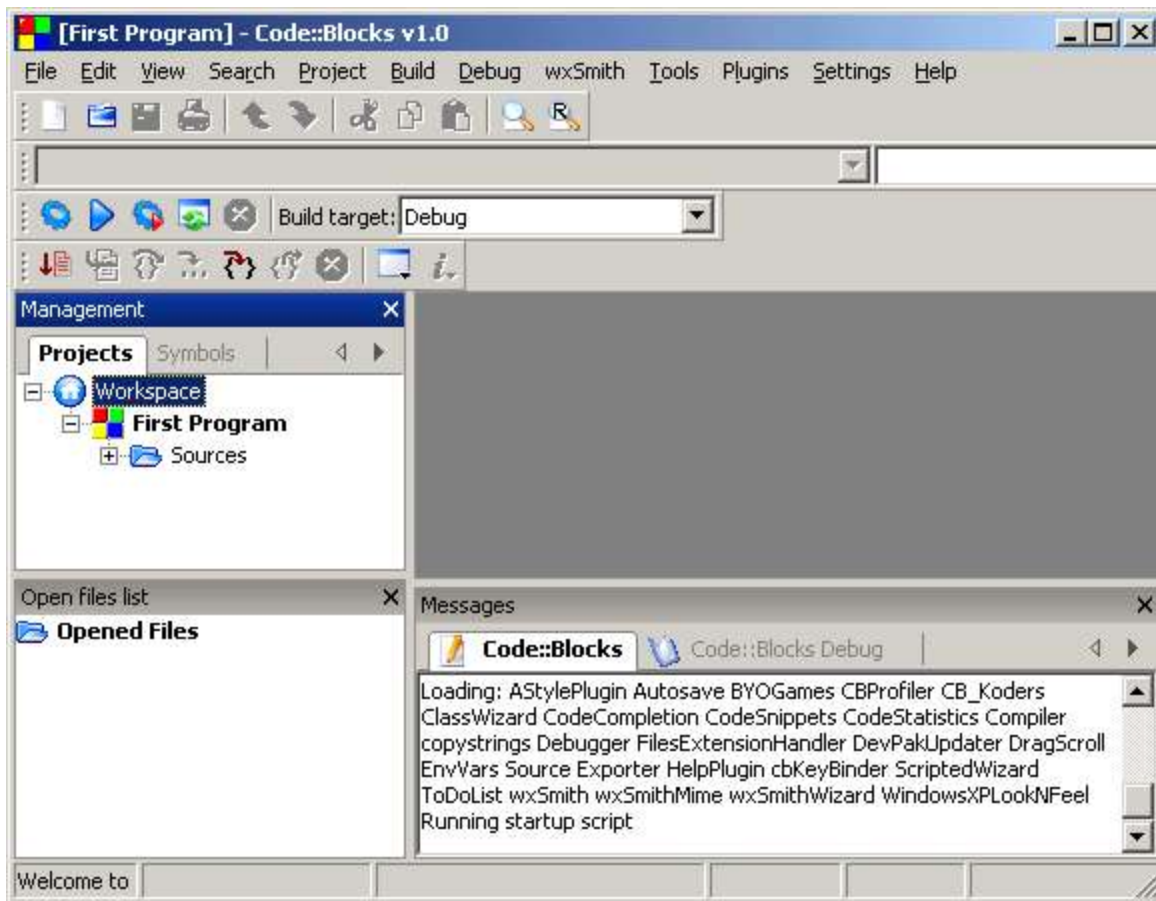 [First Program] - Code::Blocks v1.0
File Edit View Search Project Build Debug wxSmith Tools Plugins Settings Help
Build target: Debug
Management
Projects Symbols
Workspace
First Program
Sources
Open files list
Opened Files
Messages
Code::Blocks Code::Blocks Debug
Loading: AStylePlugin Autosave BYOGames CBProfiler CB_Koders
ClassWizard CodeCompletion CodeSnippets CodeStatistics Compiler
copystrings Debugger FilesExtensionHandler DevPakUpdater DragScroll
EnvVars Source Exporter HelpPlugin cbKeyBinder ScriptedWizard
ToDoList wxSmith wxSmithMime wxSmithWizard WindowsXPLookNFeel
Running startup script
Welcome to